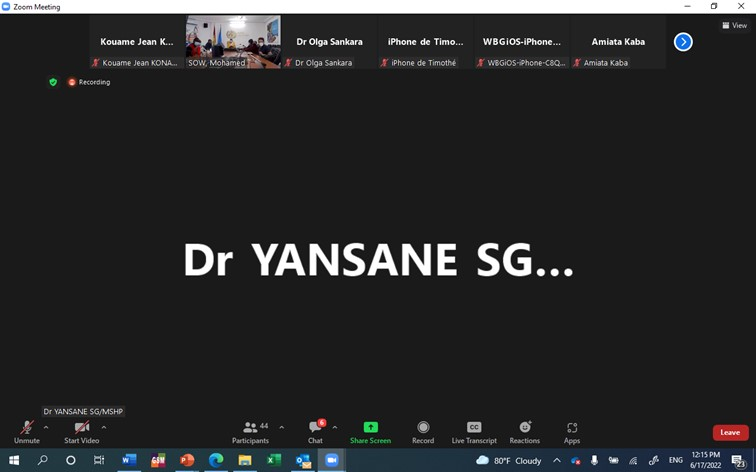 Zoom Meeting
View
Kouame Jean K...
Dr Olga Sankara
iPhone de Timo...
WBGiOS-iPhone...
Amiata Kaba
Kouame Jean KONA...
SOW, Mohamed
Dr Olga Sankara
iPhone de Timothé
WBGiOS-iPhone-C8Q...
Amiata Kaba
Recording
Dr YANSANE SG...
Dr YANSANE SG/MSHP
44
6
Unmute
Start Video
Participants
Chat
Share Screen
Record
CC
Live Transcript
Reactions
Apps
Leave
80°F Cloudy
ENG
12:15 PM
6/17/2022